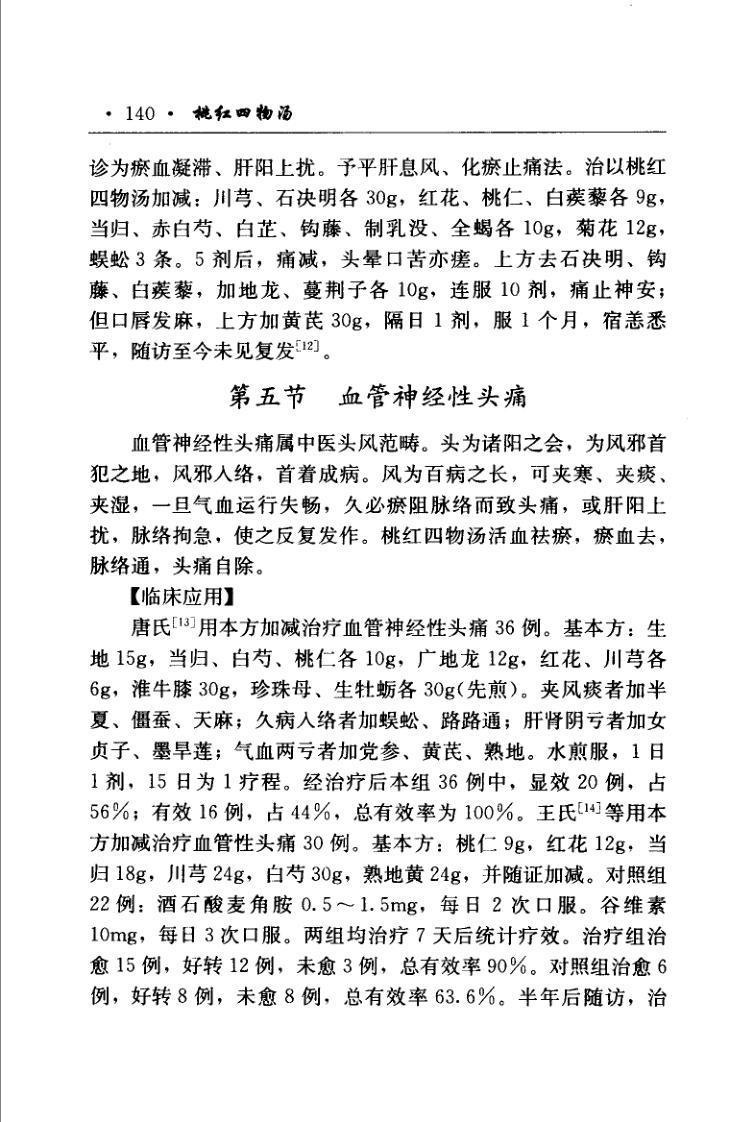 · 140 · 桃红四物汤
诊为瘀血凝滞、肝阳上扰。予平肝息风、化瘀止痛法。治以桃红
四物汤加减：川芎、石决明各 30g，红花、桃仁、白蒺藜各 9g，
当归、赤白芍、白芷、钩藤、制乳没、全蝎各 10g，菊花 12g，
蜈蚣 3 条。5 剂后，痛减，头晕口苦亦瘥。上方去石决明、钩
藤、白蒺藜，加地龙、蔓荆子各 10g，连服 10 剂，痛止神安；
但口唇发麻，上方加黄芪 30g，隔日 1 剂，服 1 个月，宿恙悉
平，随访至今未见复发[12]。
第五节 血管神经性头痛
血管神经性头痛属中医头风范畴。头为诸阳之会，为风邪首
犯之地，风邪入络，首着成病。风为百病之长，可夹寒、夹痰、
夹湿，一旦气血运行失畅，久必瘀阻脉络而致头痛，或肝阳上
扰，脉络拘急，使之反复发作。桃红四物汤活血祛瘀，瘀血去，
脉络通，头痛自除。
【临床应用】
唐氏[13]用本方加减治疗血管神经性头痛 36 例。基本方：生
地 15g，当归、白芍、桃仁各 10g，广地龙 12g，红花、川芎各
6g，淮牛膝 30g，珍珠母、生牡蛎各 30g(先煎)。夹风痰者加半
夏、僵蚕、天麻；久病入络者加蜈蚣、路路通；肝肾阴亏者加女
贞子、墨旱莲；气血两亏者加党参、黄芪、熟地。水煎服，1 日
1 剂，15 日为 1 疗程。经治疗后本组 36 例中，显效 20 例，占
56%；有效 16 例，占 44%，总有效率为 100%。王氏[14]等用本
方加减治疗血管性头痛 30 例。基本方：桃仁 9g，红花 12g，当
归 18g，川芎 24g，白芍 30g，熟地黄 24g，并随证加减。对照组
22 例：酒石酸麦角胺 0.5～1.5mg，每日 2 次口服。谷维素
10mg，每日 3 次口服。两组均治疗 7 天后统计疗效。治疗组治
愈 15 例，好转 12 例，未愈 3 例，总有效率 90%。对照组治愈 6
例，好转 8 例，未愈 8 例，总有效率 63.6%。半年后随访，治